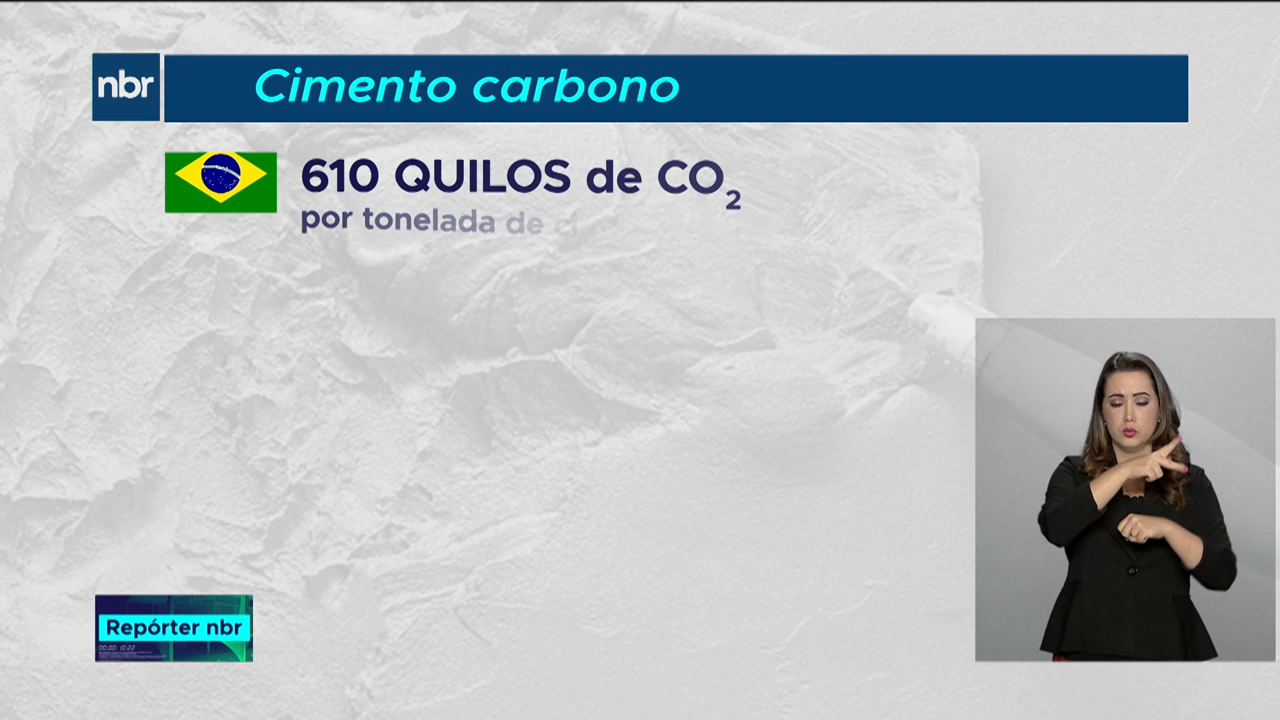 nbr
Cimento carbono
610 QUILOS de CO₂
por tonelada de
Repórter nbr